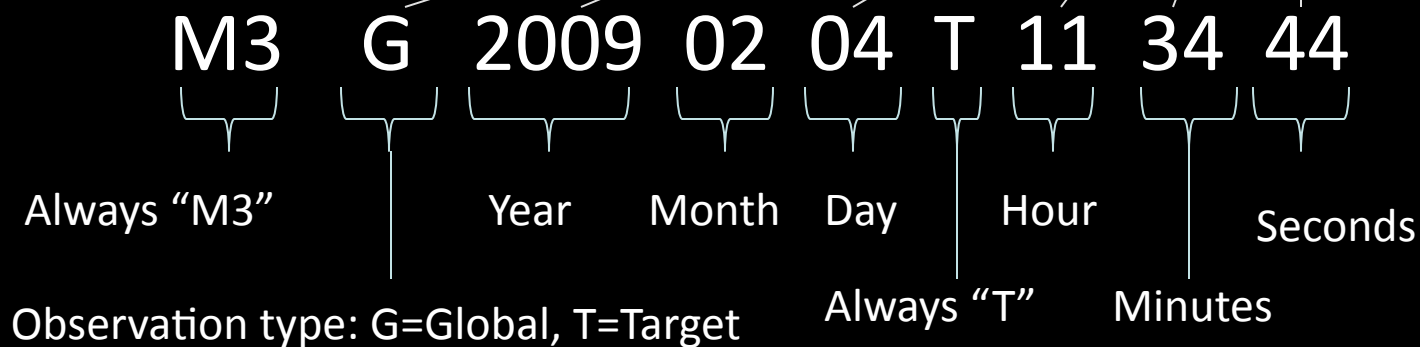 M3 G 2009 02 04 T 11 34 44
Always “M3” Year Month Day Hour Seconds
Observation type: G=Global, T=Target Always “T” Minutes